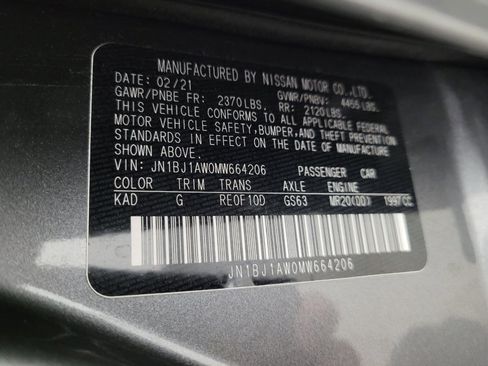 MANUFACTURED BY NISSAN MOTOR CO.,LTD.
DATE: 02/21 GVWR/PNBV: 4456 LBS.
GAWR/PNBE FR: 2370LBS. RR: 2120LBS.
THIS VEHICLE CONFORMS TO ALL APPLICABLE FEDERAL
MOTOR VEHICLE SAFETY,BUMPER,AND THEFT PREVENTION
STANDARDS IN EFFECT ON THE DATE OF MANUFACTURE
SHOWN ABOVE.
VIN: JN1BJ1AW0MW664206 PASSENGER CAR
COLOR TRIM TRANS AXLE ENGINE
KAD G RE0F10D GS63 MR20(DD) 1997CC
JN1BJ1AW0MW664206